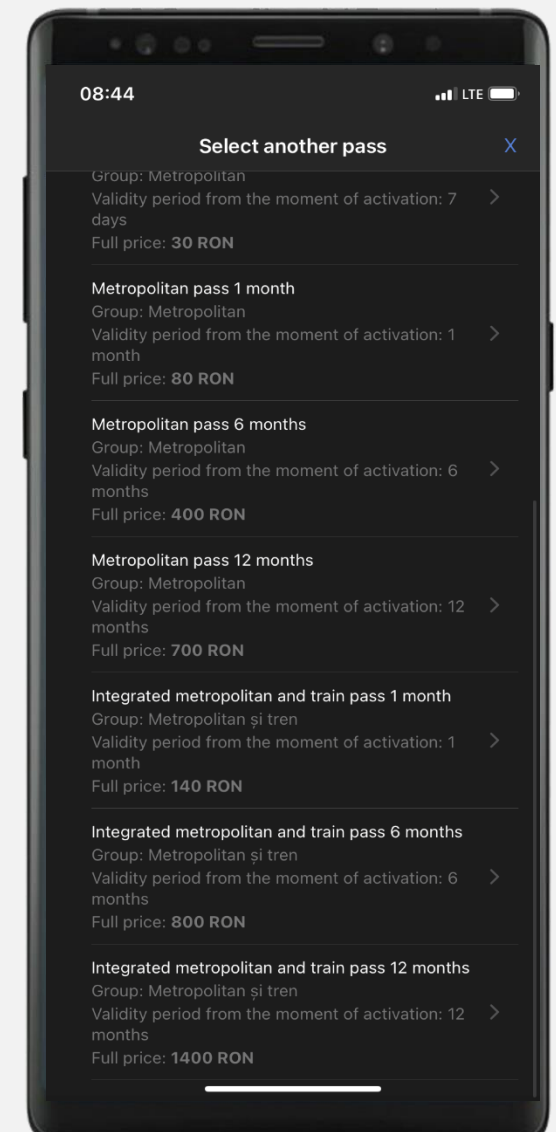 08:44
LTE
Select another pass
X
Group: Metropolitan
Validity period from the moment of activation: 7
days
Full price: 30 RON
Metropolitan pass 1 month
Group: Metropolitan
Validity period from the moment of activation: 1
month
Full price: 80 RON
Metropolitan pass 6 months
Group: Metropolitan
Validity period from the moment of activation: 6
months
Full price: 400 RON
Metropolitan pass 12 months
Group: Metropolitan
Validity period from the moment of activation: 12
months
Full price: 700 RON
Integrated metropolitan and train pass 1 month
Group: Metropolitan și tren
Validity period from the moment of activation: 1
month
Full price: 140 RON
Integrated metropolitan and train pass 6 months
Group: Metropolitan și tren
Validity period from the moment of activation: 6
months
Full price: 800 RON
Integrated metropolitan and train pass 12 months
Group: Metropolitan și tren
Validity period from the moment of activation: 12
months
Full price: 1400 RON